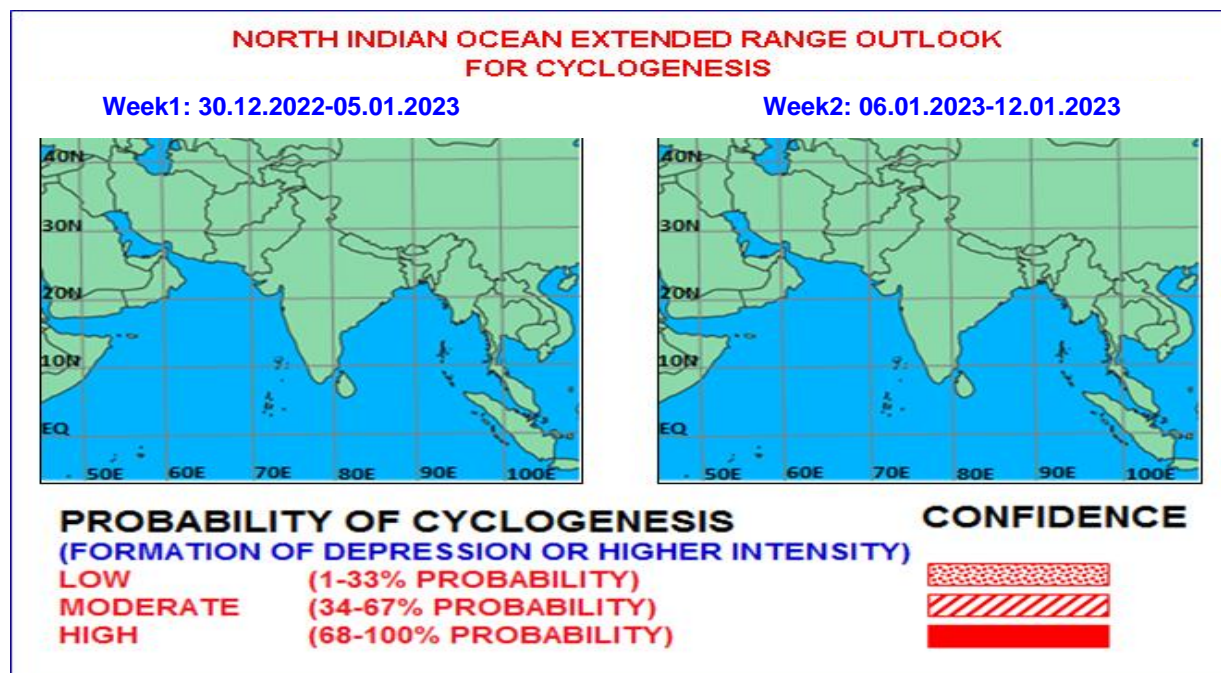 NORTH INDIAN OCEAN EXTENDED RANGE OUTLOOK
FOR CYCLOGENESIS
Week1: 30.12.2022-05.01.2023
Week2: 06.01.2023-12.01.2023
40N
30N
20N
10N
EQ
50E 60E 70E 80E 90E 100E
40N
30N
20N
10N
EQ
50E 60E 70E 80E 90E 100E
PROBABILITY OF CYCLOGENESIS
(FORMATION OF DEPRESSION OR HIGHER INTENSITY)
LOW (1-33% PROBABILITY)
MODERATE (34-67% PROBABILITY)
HIGH (68-100% PROBABILITY)
CONFIDENCE